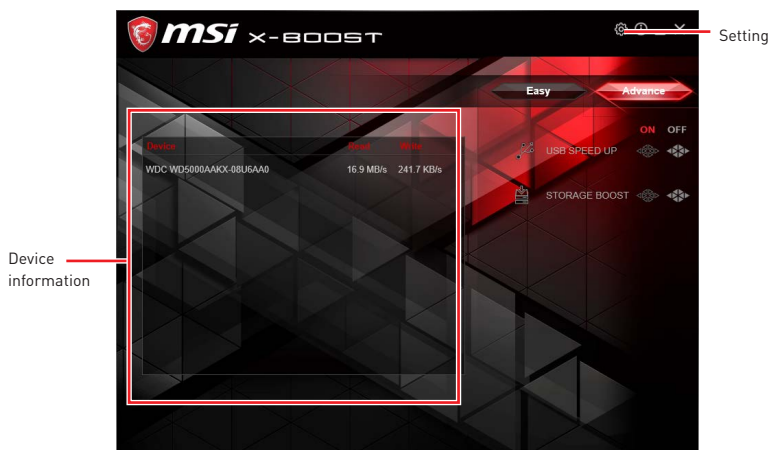 msi X-BOOST
Setting
Easy Advance
ON OFF
Device Read Write
USB SPEED UP
WDC WD5000AAKX-08U6AA0 16.9 MB/s 241.7 KB/s
STORAGE BOOST
Device
information